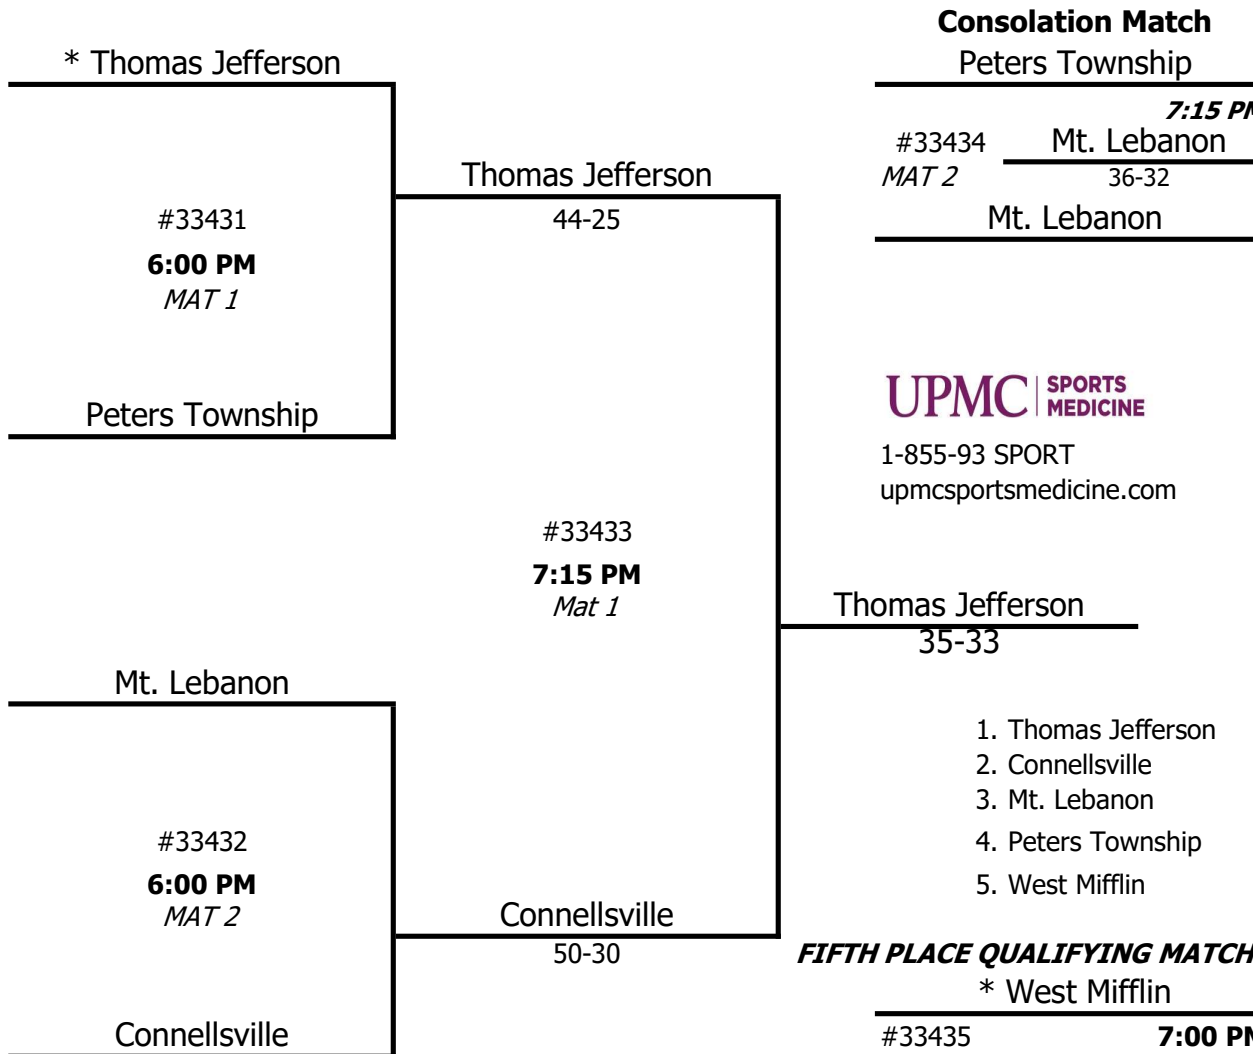 Consolation Match
* Thomas Jefferson
Peters Township
7:15 PM
#33434
Mt. Lebanon
MAT 2
36-32
Mt. Lebanon
Thomas Jefferson
44-25
#33431
6:00 PM
MAT 1
Peters Township
UPMC SPORTS MEDICINE
1-855-93 SPORT
upmcsportsmedicine.com
#33433
7:15 PM
Mat 1
Thomas Jefferson
35-33
Mt. Lebanon
#33432
6:00 PM
MAT 2
Connellsville
50-30
Connellsville
1. Thomas Jefferson
2. Connellsville
3. Mt. Lebanon
4. Peters Township
5. West Mifflin
FIFTH PLACE QUALIFYING MATCH
* West Mifflin
#33435
7:00 PM